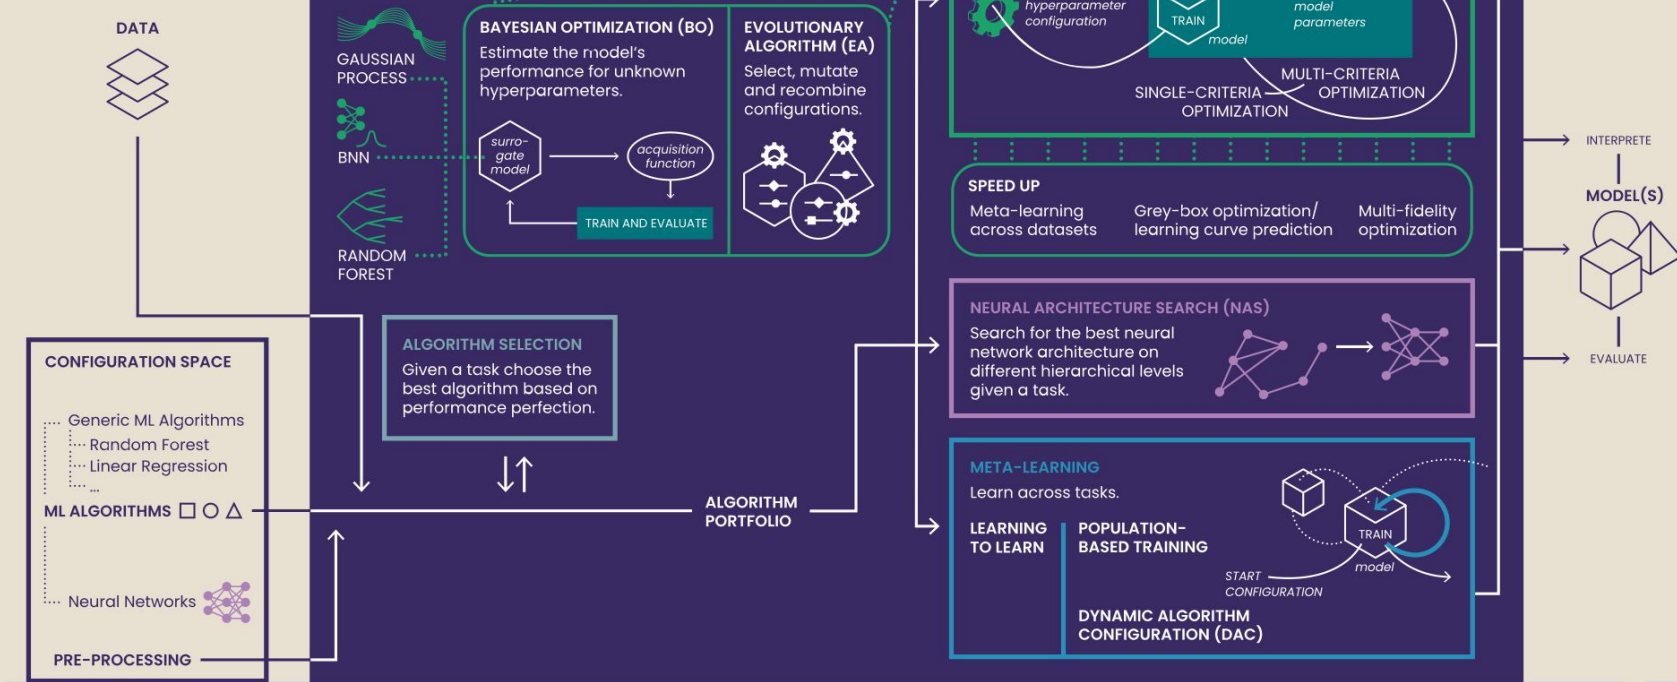 DATA
CONFIGURATION SPACE
Generic ML Algorithms
Random Forest
Linear Regression
...
ML ALGORITHMS
Neural Networks
PRE-PROCESSING
GAUSSIAN
PROCESS
BNN
RANDOM
FOREST
BAYESIAN OPTIMIZATION (BO)
Estimate the model's
performance for unknown
hyperparameters.
surro-
gate
model
acquisition
function
TRAIN AND EVALUATE
EVOLUTIONARY
ALGORITHM (EA)
Select, mutate
and recombine
configurations.
ALGORITHM SELECTION
Given a task choose the
best algorithm based on
performance perfection.
ALGORITHM
PORTFOLIO
hyperparameter
configuration
TRAIN
model
model
parameters
SINGLE-CRITERIA
OPTIMIZATION
MULTI-CRITERIA
OPTIMIZATION
SPEED UP
Meta-learning
across datasets
Grey-box optimization/
learning curve prediction
Multi-fidelity
optimization
NEURAL ARCHITECTURE SEARCH (NAS)
Search for the best neural
network architecture on
different hierarchical levels
given a task.
META-LEARNING
Learn across tasks.
LEARNING
TO LEARN
POPULATION-
BASED TRAINING
TRAIN
model
START
CONFIGURATION
DYNAMIC ALGORITHM
CONFIGURATION (DAC)
INTERPRETE
MODEL(S)
EVALUATE